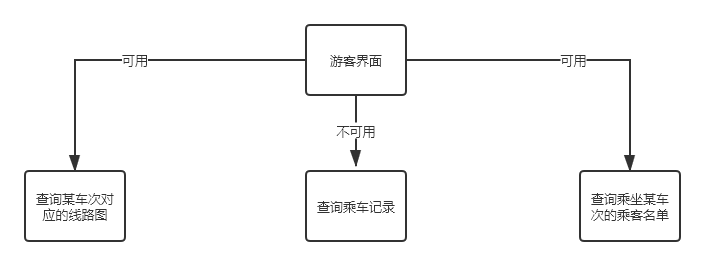 游客界面
可用
可用
不可用
查询某车次对
应的线路图
查询乘车记录
查询乘坐某车
次的乘客名单